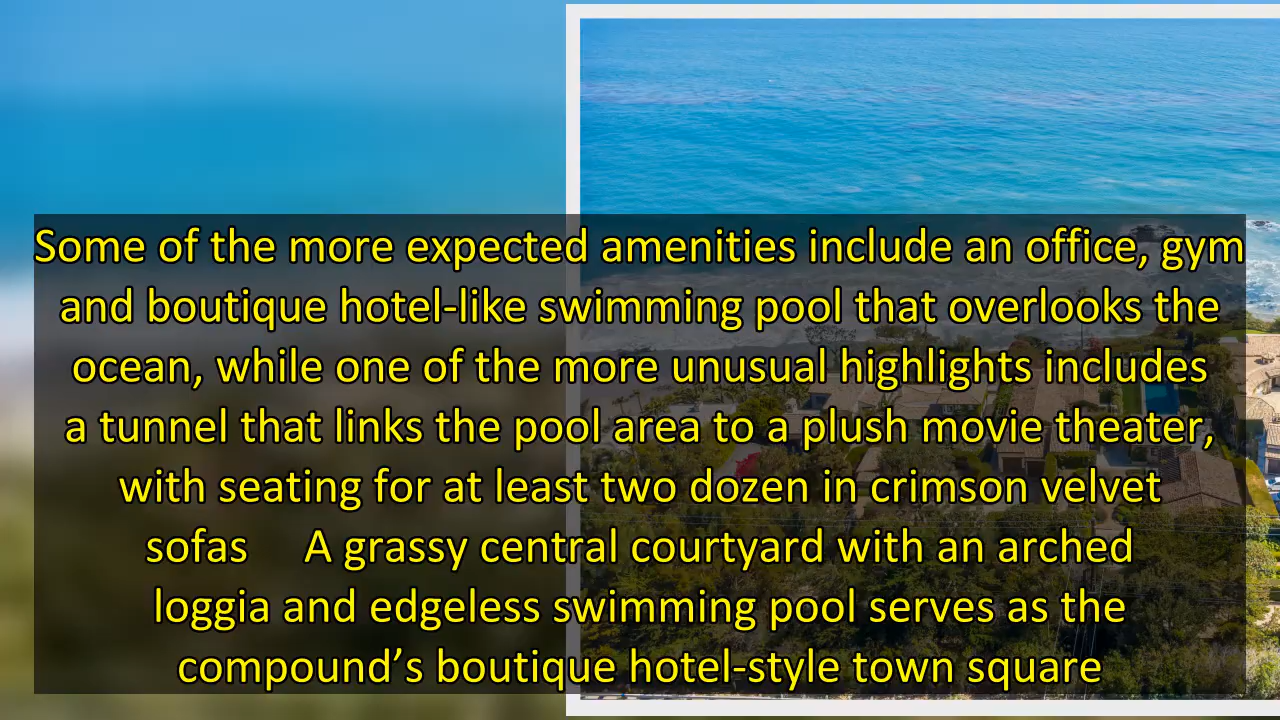 Some of the more expected amenities include an office, gym
and boutique hotel-like swimming pool that overlooks the
ocean, while one of the more unusual highlights includes
a tunnel that links the pool area to a plush movie theater,
with seating for at least two dozen in crimson velvet
sofas     A grassy central courtyard with an arched
loggia and edgeless swimming pool serves as the
compound’s boutique hotel-style town square